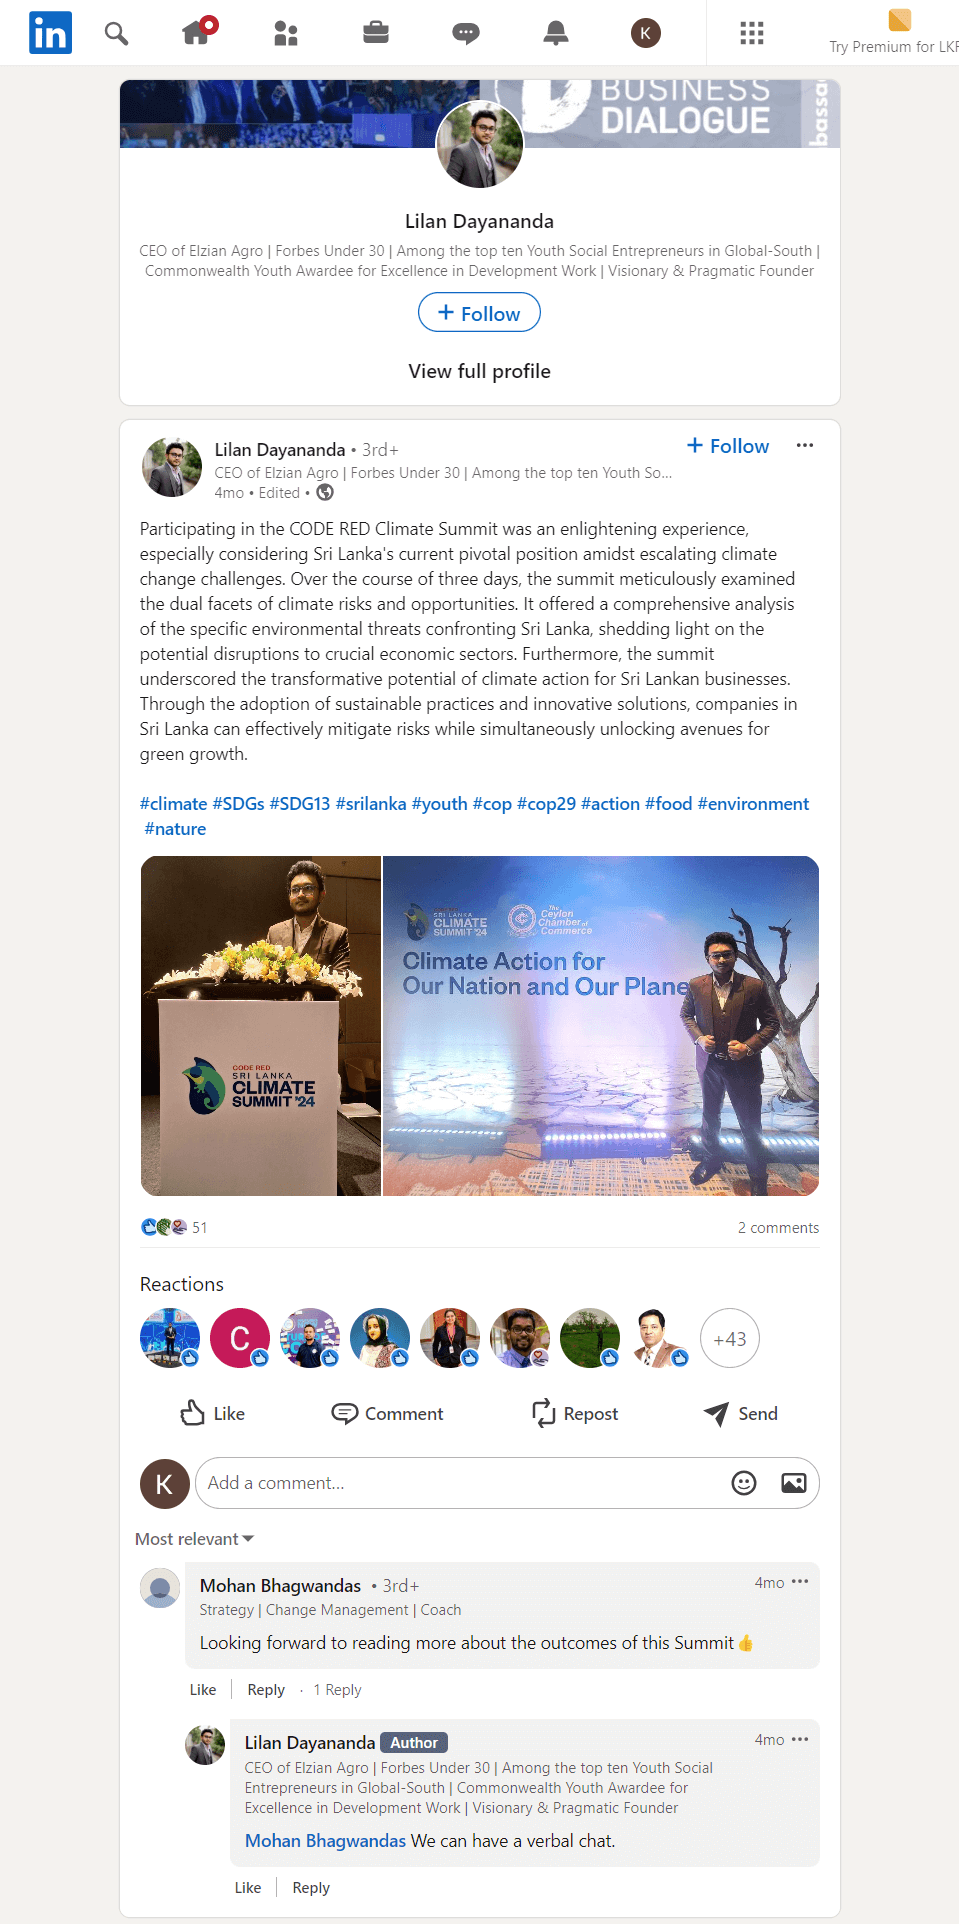 in
K
Try Premium for LKR
BUSINESS
DIALOGUE
bassa
Lilan Dayananda
CEO of Elzian Agro | Forbes Under 30 | Among the top ten Youth Social Entrepreneurs in Global-South |
Commonwealth Youth Awardee for Excellence in Development Work | Visionary & Pragmatic Founder
+ Follow
View full profile
Lilan Dayananda • 3rd+
+ Follow
CEO of Elzian Agro | Forbes Under 30 | Among the top ten Youth So...
4mo • Edited •
Participating in the CODE RED Climate Summit was an enlightening experience,
especially considering Sri Lanka's current pivotal position amidst escalating climate
change challenges. Over the course of three days, the summit meticulously examined
the dual facets of climate risks and opportunities. It offered a comprehensive analysis
of the specific environmental threats confronting Sri Lanka, shedding light on the
potential disruptions to crucial economic sectors. Furthermore, the summit
underscored the transformative potential of climate action for Sri Lankan businesses.
Through the adoption of sustainable practices and innovative solutions, companies in
Sri Lanka can effectively mitigate risks while simultaneously unlocking avenues for
green growth.
#climate #SDGs #SDG13 #srilanka #youth #cop #cop29 #action #food #environment
#nature
CODE RED
SRI LANKA
CLIMATE
SUMMIT '24
CODE RED
SRI LANKA
CLIMATE
SUMMIT '24
The
Ceylon
Chamber of
Commerce
Climate Action for
Our Nation and Our Plane
51
2 comments
Reactions
C
+43
Like
Comment
Repost
Send
K
Add a comment...
Most relevant
Mohan Bhagwandas • 3rd+
4mo
Strategy | Change Management | Coach
Looking forward to reading more about the outcomes of this Summit👍
Like
Reply · 1 Reply
Lilan Dayananda Author
4mo
CEO of Elzian Agro | Forbes Under 30 | Among the top ten Youth Social
Entrepreneurs in Global-South | Commonwealth Youth Awardee for
Excellence in Development Work | Visionary & Pragmatic Founder
Mohan Bhagwandas We can have a verbal chat.
Like
Reply